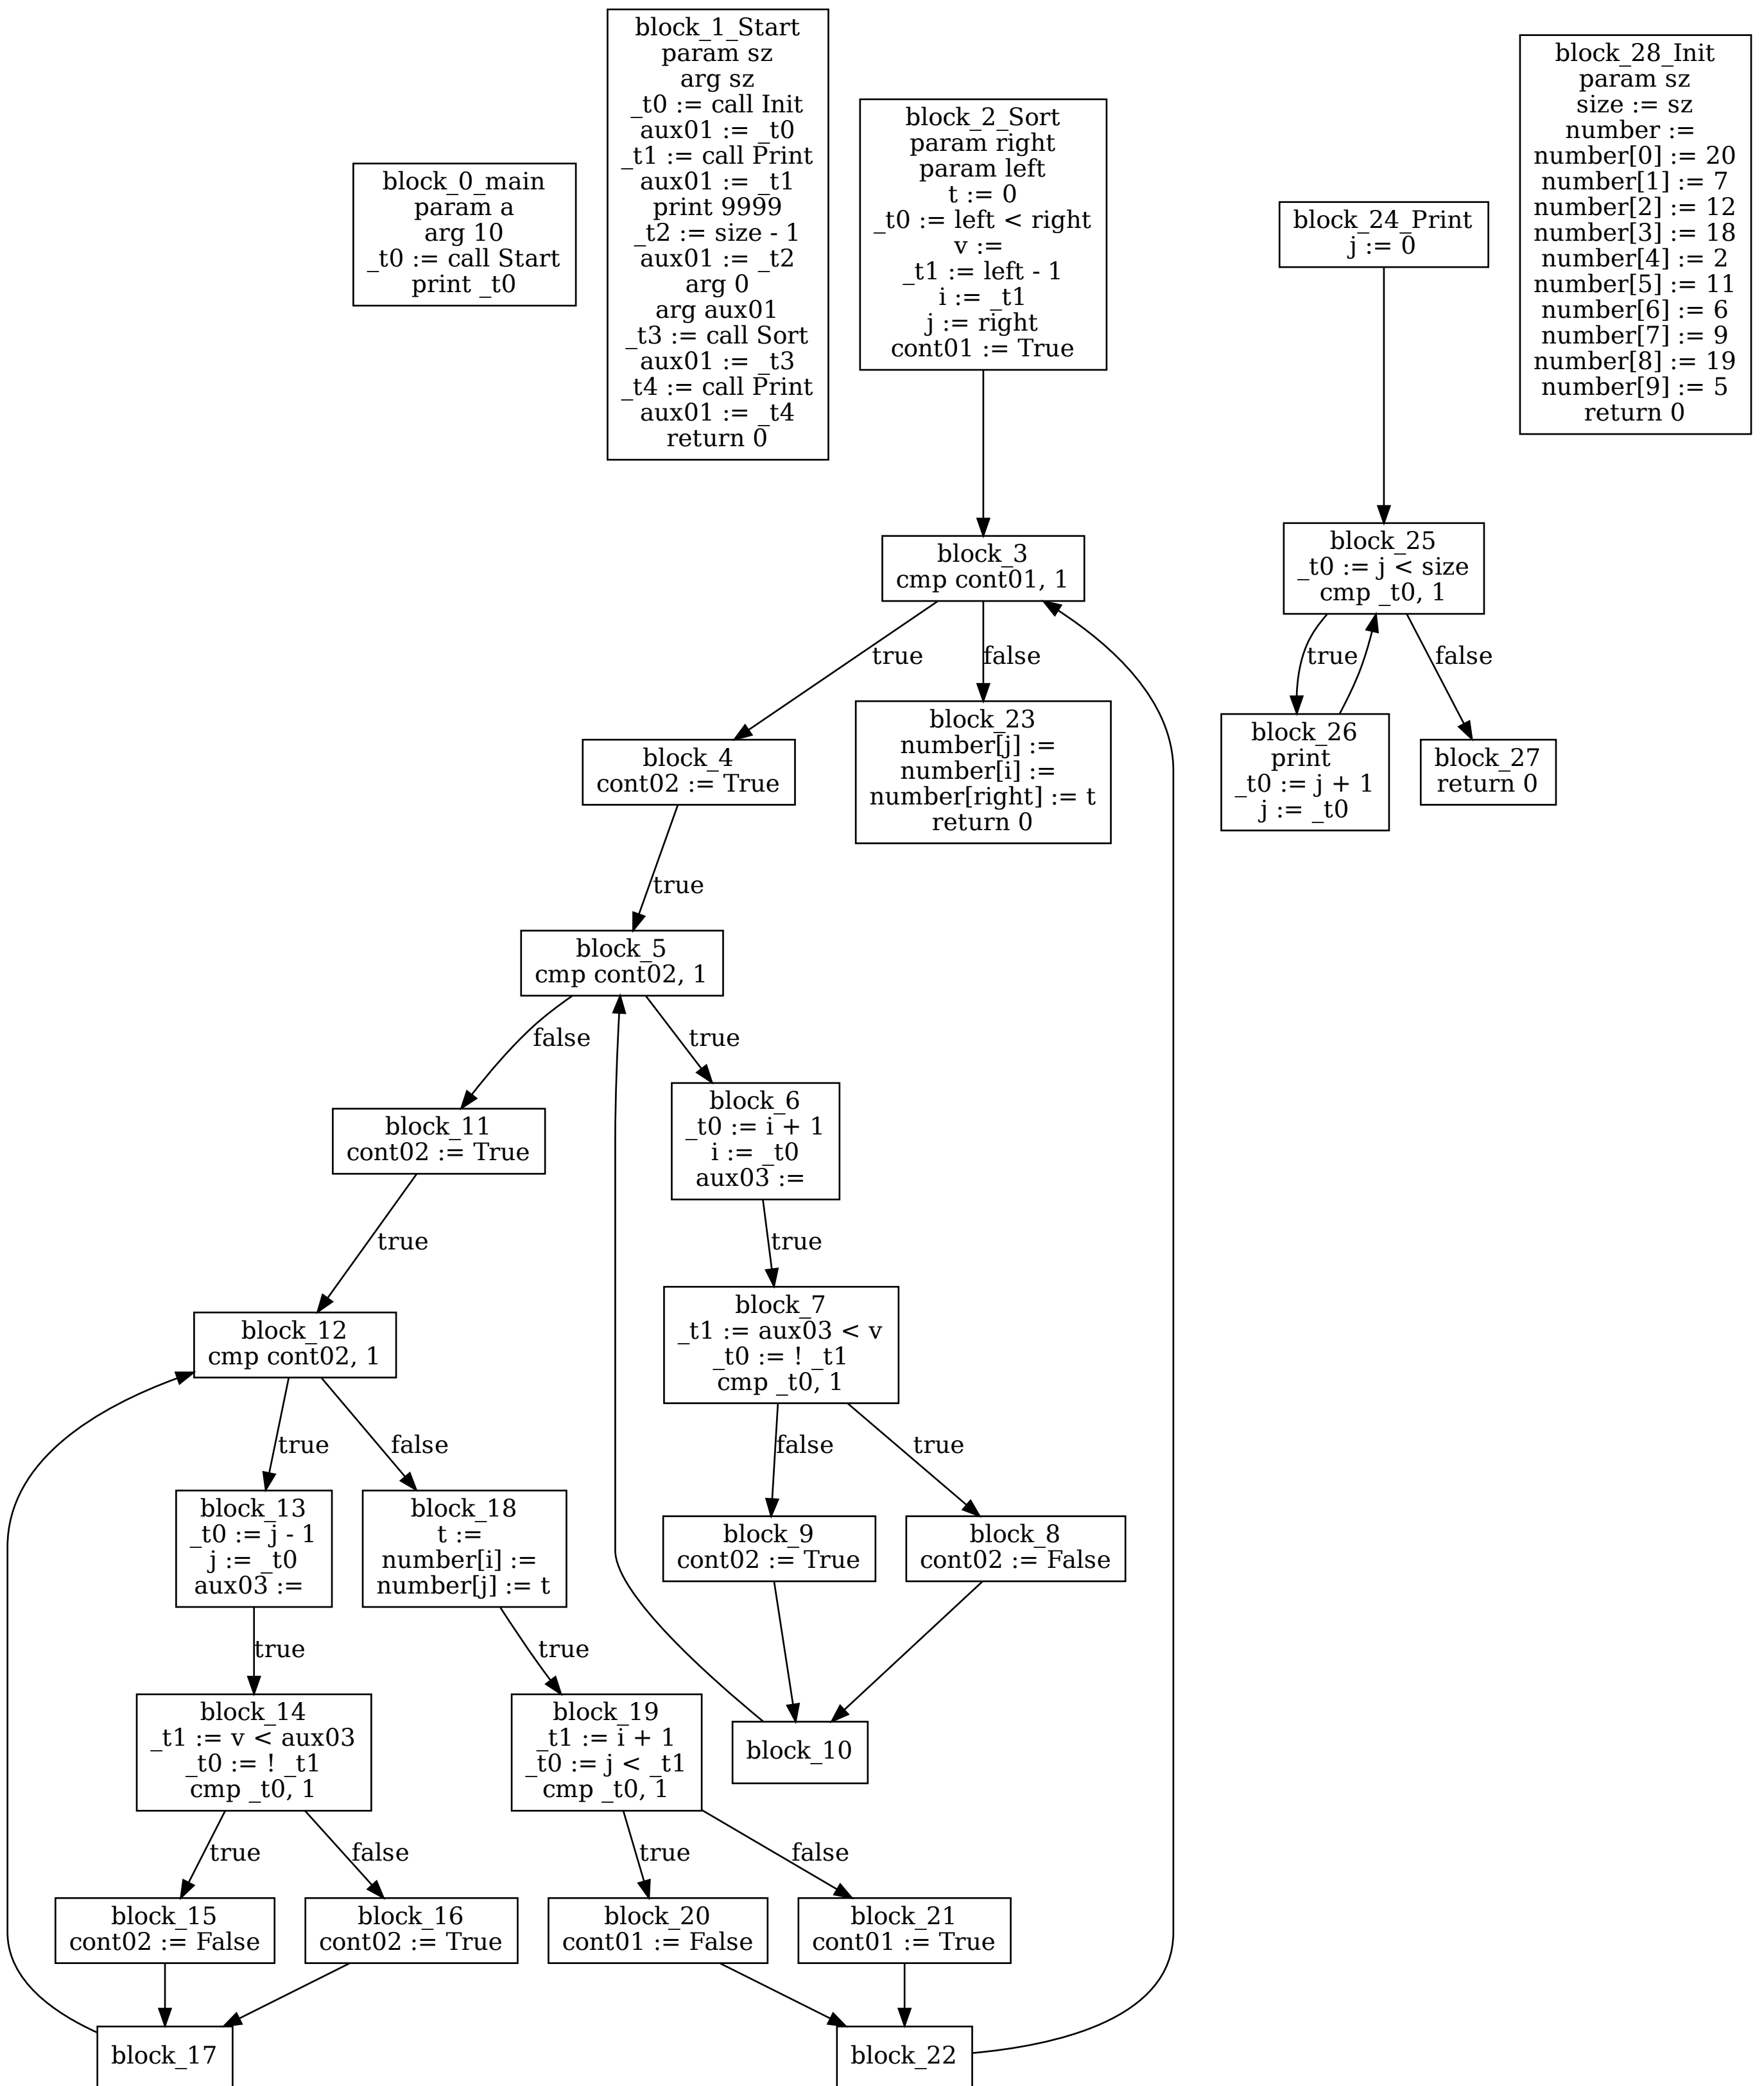 block_0_main
param a
arg 10
_t0 := call Start
print _t0
block_1_Start
param sz
arg sz
_t0 := call Init
aux01 := _t0
_t1 := call Print
aux01 := _t1
print 9999
_t2 := size - 1
aux01 := _t2
arg 0
arg aux01
_t3 := call Sort
aux01 := _t3
_t4 := call Print
aux01 := _t4
return 0
block_2_Sort
param right
param left
t := 0
_t0 := left < right
v :=
_t1 := left - 1
i := _t1
j := right
cont01 := True
block_3
cmp cont01, 1
true
false
block_4
cont02 := True
block_23
number[j] :=
number[i] :=
number[right] := t
return 0
true
block_5
cmp cont02, 1
false
true
block_11
cont02 := True
block_6
_t0 := i + 1
i := _t0
aux03 :=
true
true
block_12
cmp cont02, 1
block_7
_t1 := aux03 < v
_t0 := ! _t1
cmp _t0, 1
true
false
false
true
block_13
_t0 := j - 1
j := _t0
aux03 :=
block_18
t :=
number[i] :=
number[j] := t
block_9
cont02 := True
block_8
cont02 := False
true
true
block_14
_t1 := v < aux03
_t0 := ! _t1
cmp _t0, 1
block_19
_t1 := i + 1
_t0 := j < _t1
cmp _t0, 1
block_10
true
false
true
false
block_15
cont02 := False
block_16
cont02 := True
block_20
cont01 := False
block_21
cont01 := True
block_17
block_22
block_24_Print
j := 0
block_25
_t0 := j < size
cmp _t0, 1
true
false
block_26
print
_t0 := j + 1
j := _t0
block_27
return 0
block_28_Init
param sz
size := sz
number :=
number[0] := 20
number[1] := 7
number[2] := 12
number[3] := 18
number[4] := 2
number[5] := 11
number[6] := 6
number[7] := 9
number[8] := 19
number[9] := 5
return 0